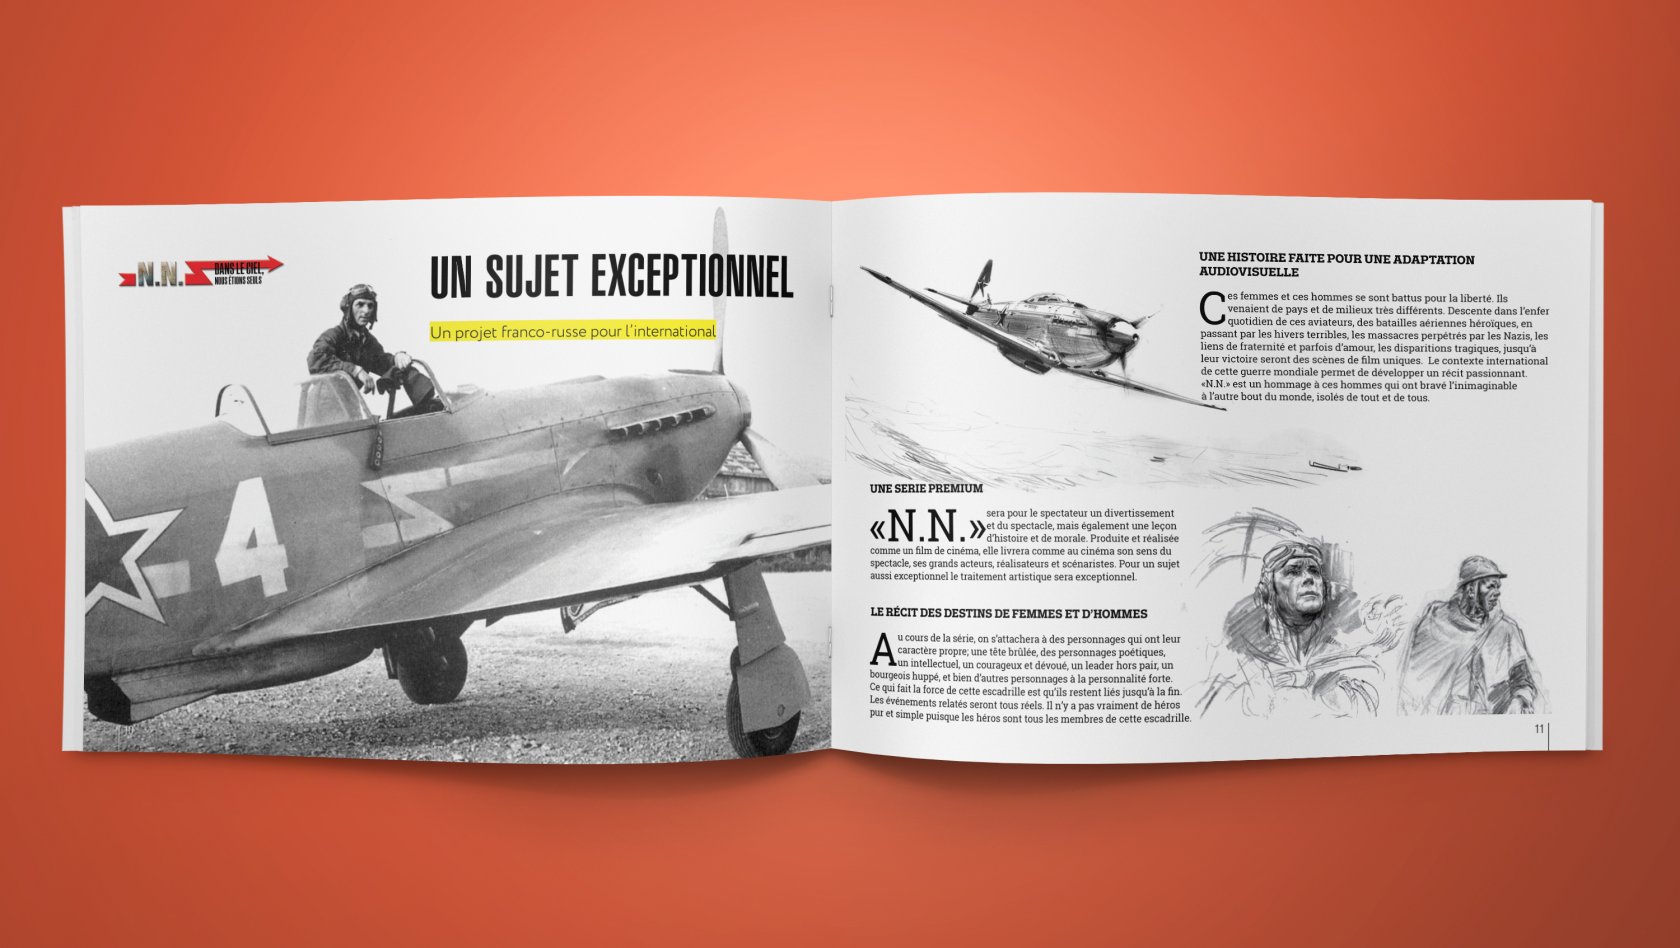 N.N.
DANS LE CIEL,
NOUS ÉTIONS SEULS
UN SUJET EXCEPTIONNEL
Un projet franco-russe pour l'international
4
10
UNE HISTOIRE FAITE POUR UNE ADAPTATION
AUDIOVISUELLE
Ces femmes et ces hommes se sont battus pour la liberté. Ils
venaient de pays et de milieux très différents. Descente dans l'enfer
quotidien de ces aviateurs, des batailles aériennes héroïques, en
passant par les hivers terribles, les massacres perpétrés par les Nazis, les
liens de fraternité et parfois d'amour, les disparitions tragiques, jusqu'à
leur victoire seront des scènes de film uniques. Le contexte international
de cette guerre mondiale permet de développer un récit passionnant.
«N.N.» est un hommage à ces hommes qui ont bravé l'inimaginable
à l'autre bout du monde, isolés de tout et de tous.
UNE SERIE PREMIUM
«N.N.» sera pour le spectateur un divertissement
et du spectacle, mais également une leçon
d'histoire et de morale. Produite et réalisée
comme un film de cinéma, elle livrera comme au cinéma son sens du
spectacle, ses grands acteurs, réalisateurs et scénaristes. Pour un sujet
aussi exceptionnel le traitement artistique sera exceptionnel.
LE RÉCIT DES DESTINS DE FEMMES ET D'HOMMES
Au cours de la série, on s'attachera à des personnages qui ont leur
caractère propre; une tête brûlée, des personnages poétiques,
un intellectuel, un courageux et dévoué, un leader hors pair, un
bourgeois huppé, et bien d'autres personnages à la personnalité forte.
Ce qui fait la force de cette escadrille est qu'ils restent liés jusqu'à la fin.
Les événements relatés seront tous réels. Il n'y a pas vraiment de héros
pur et simple puisque les héros sont tous les membres de cette escadrille.
11